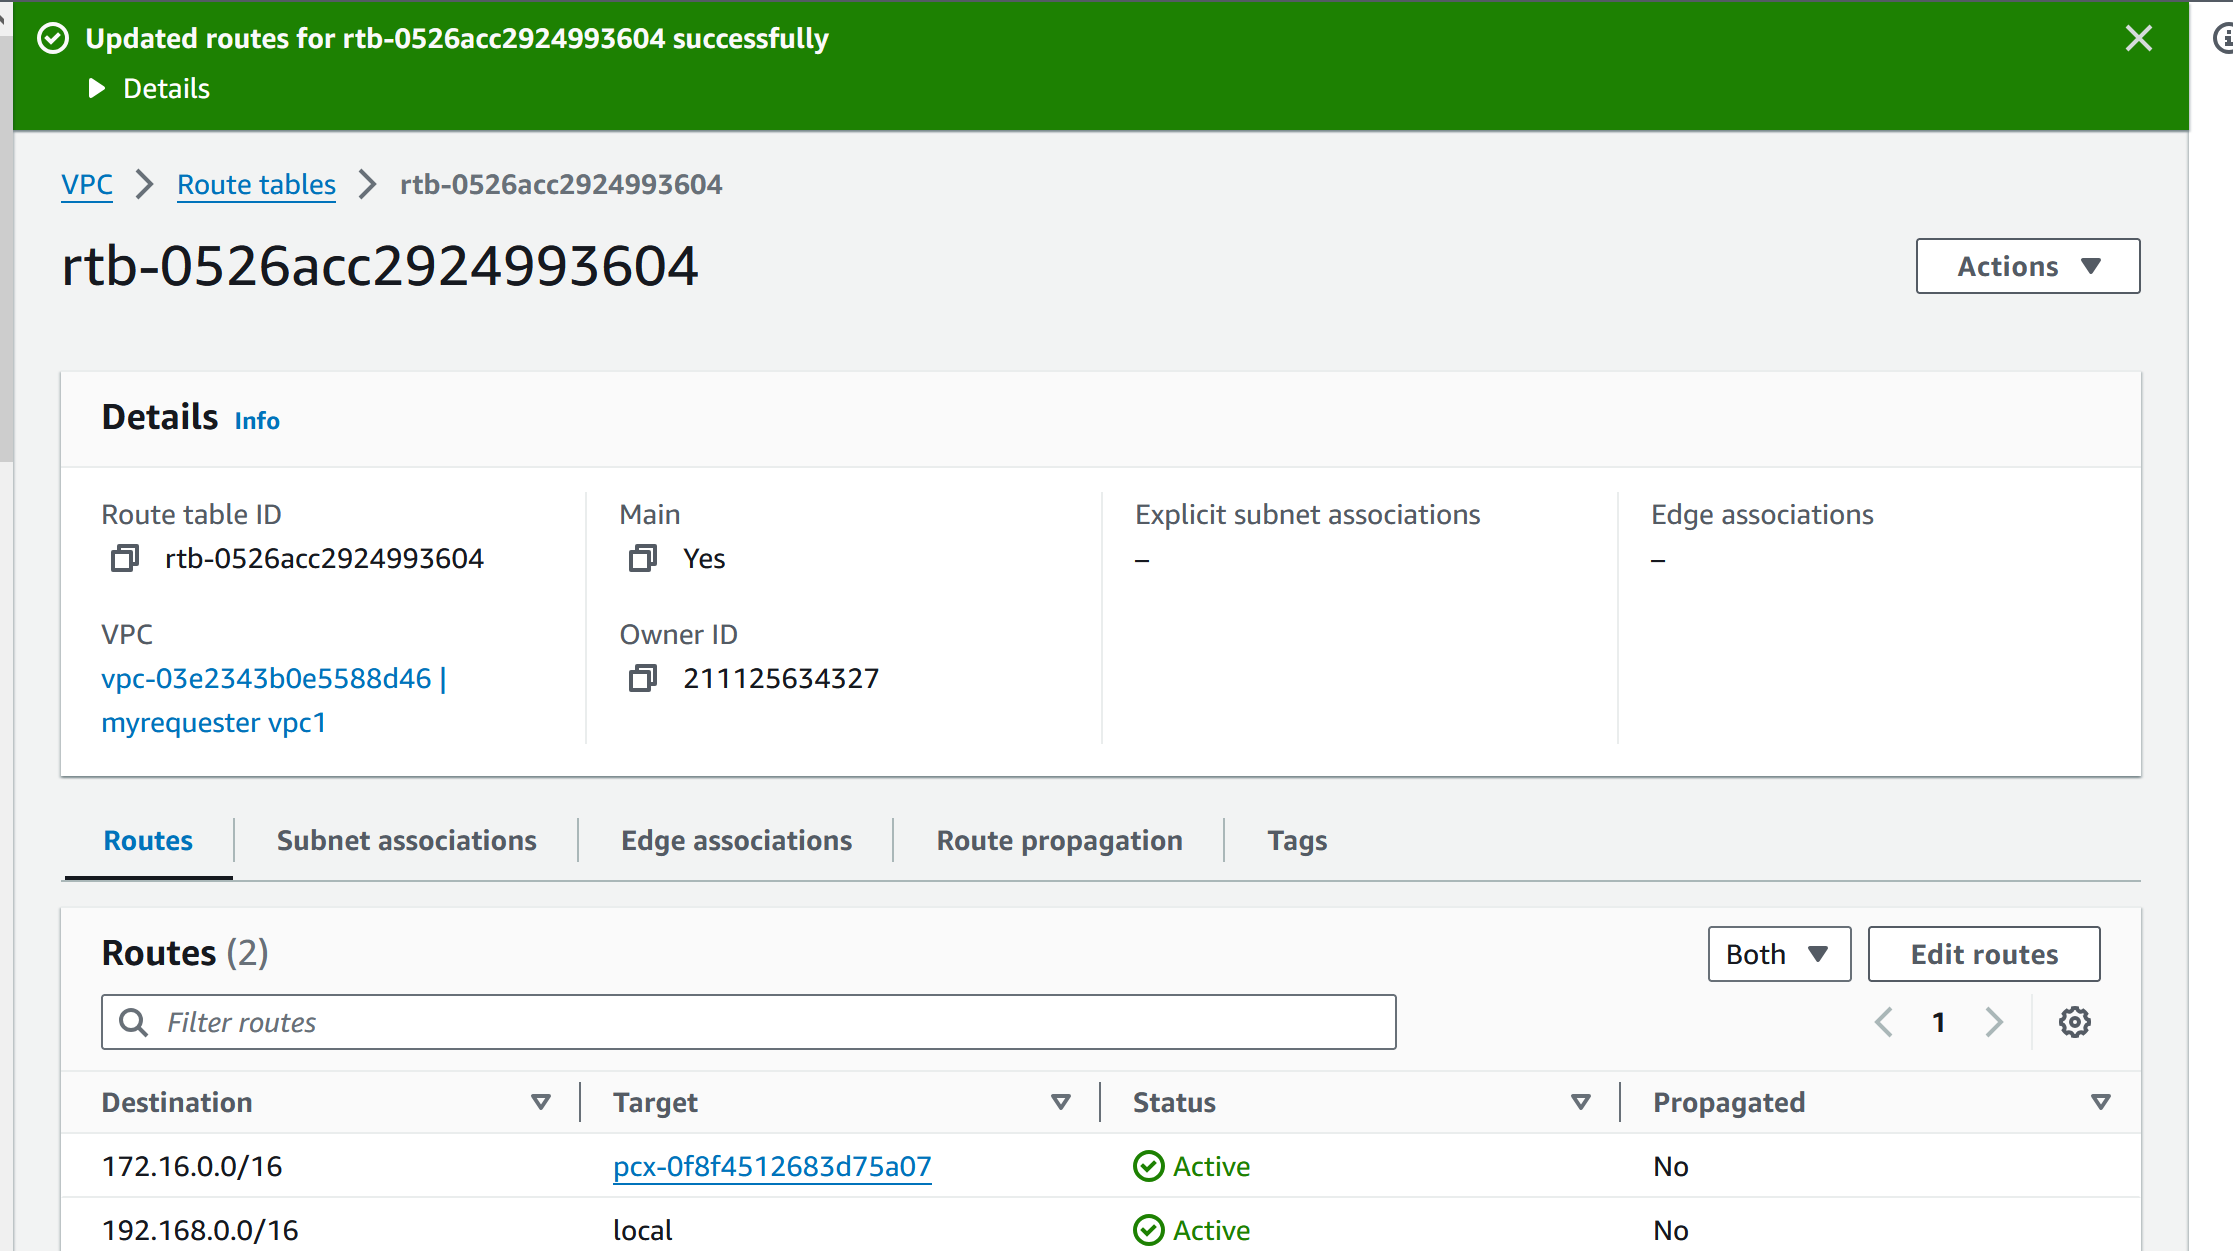 Updated routes for rtb-0526acc2924993604 successfully
Details
VPC
Route tables
rtb-0526acc2924993604
rtb-0526acc2924993604
Actions
Details Info
Route table ID
rtb-0526acc2924993604
Main
Yes
Explicit subnet associations
–
Edge associations
–
VPC
vpc-03e2343b0e5588d46 |
myrequester vpc1
Owner ID
211125634327
Routes
Subnet associations
Edge associations
Route propagation
Tags
Routes (2)
Both
Edit routes
Filter routes
1
Destination
Target
Status
Propagated
172.16.0.0/16
pcx-0f8f4512683d75a07
Active
No
192.168.0.0/16
local
Active
No